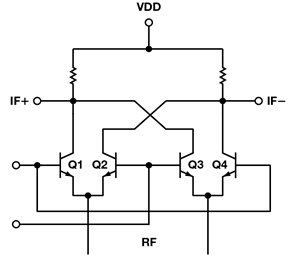 VDD
IF+ IF–
Q1 Q2 Q3 Q4
RF